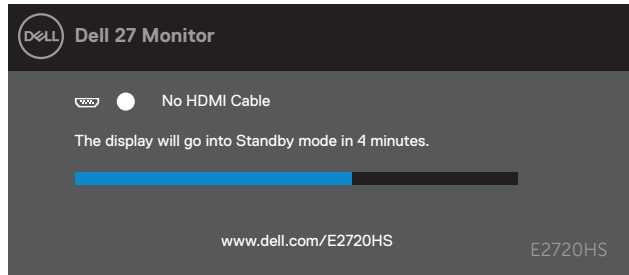 DELL Dell 27 Monitor
No HDMI Cable
The display will go into Standby mode in 4 minutes.
www.dell.com/E2720HS
E2720HS